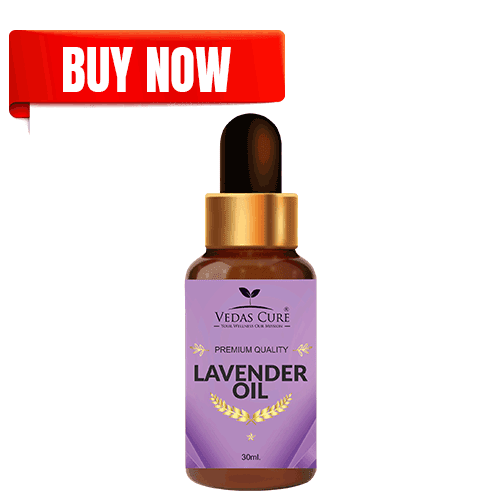 BUY NOW
VEDAS CURE®
YOUR WELLNESS OUR MISSION
PREMIUM QUALITY
LAVENDER
OIL
30ml.